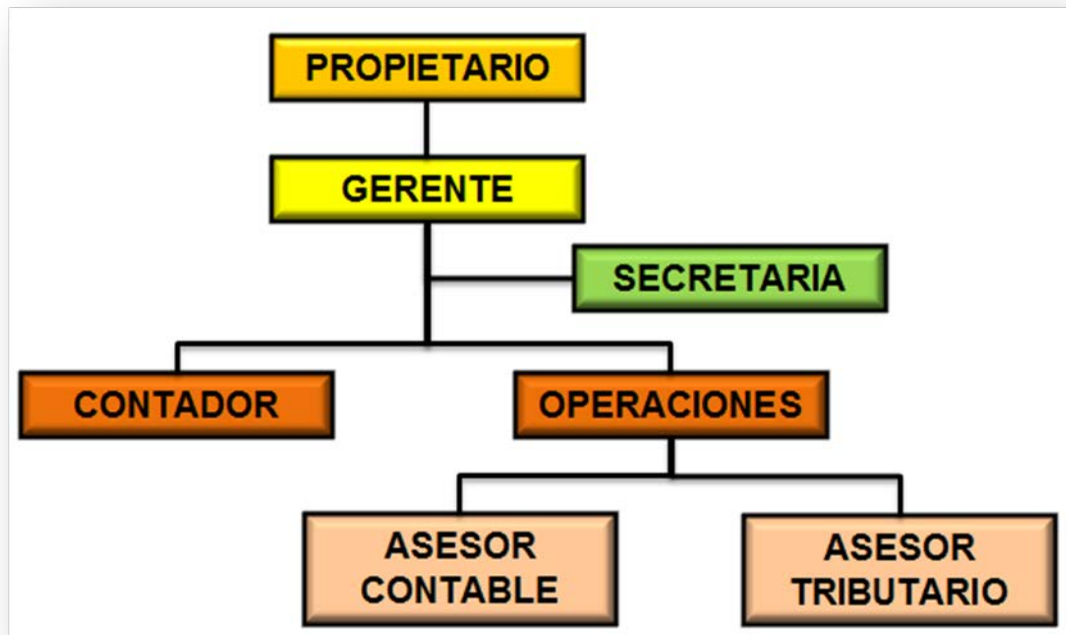 PROPIETARIO
GERENTE
SECRETARIA
CONTADOR
OPERACIONES
ASESOR
CONTABLE
ASESOR
TRIBUTARIO